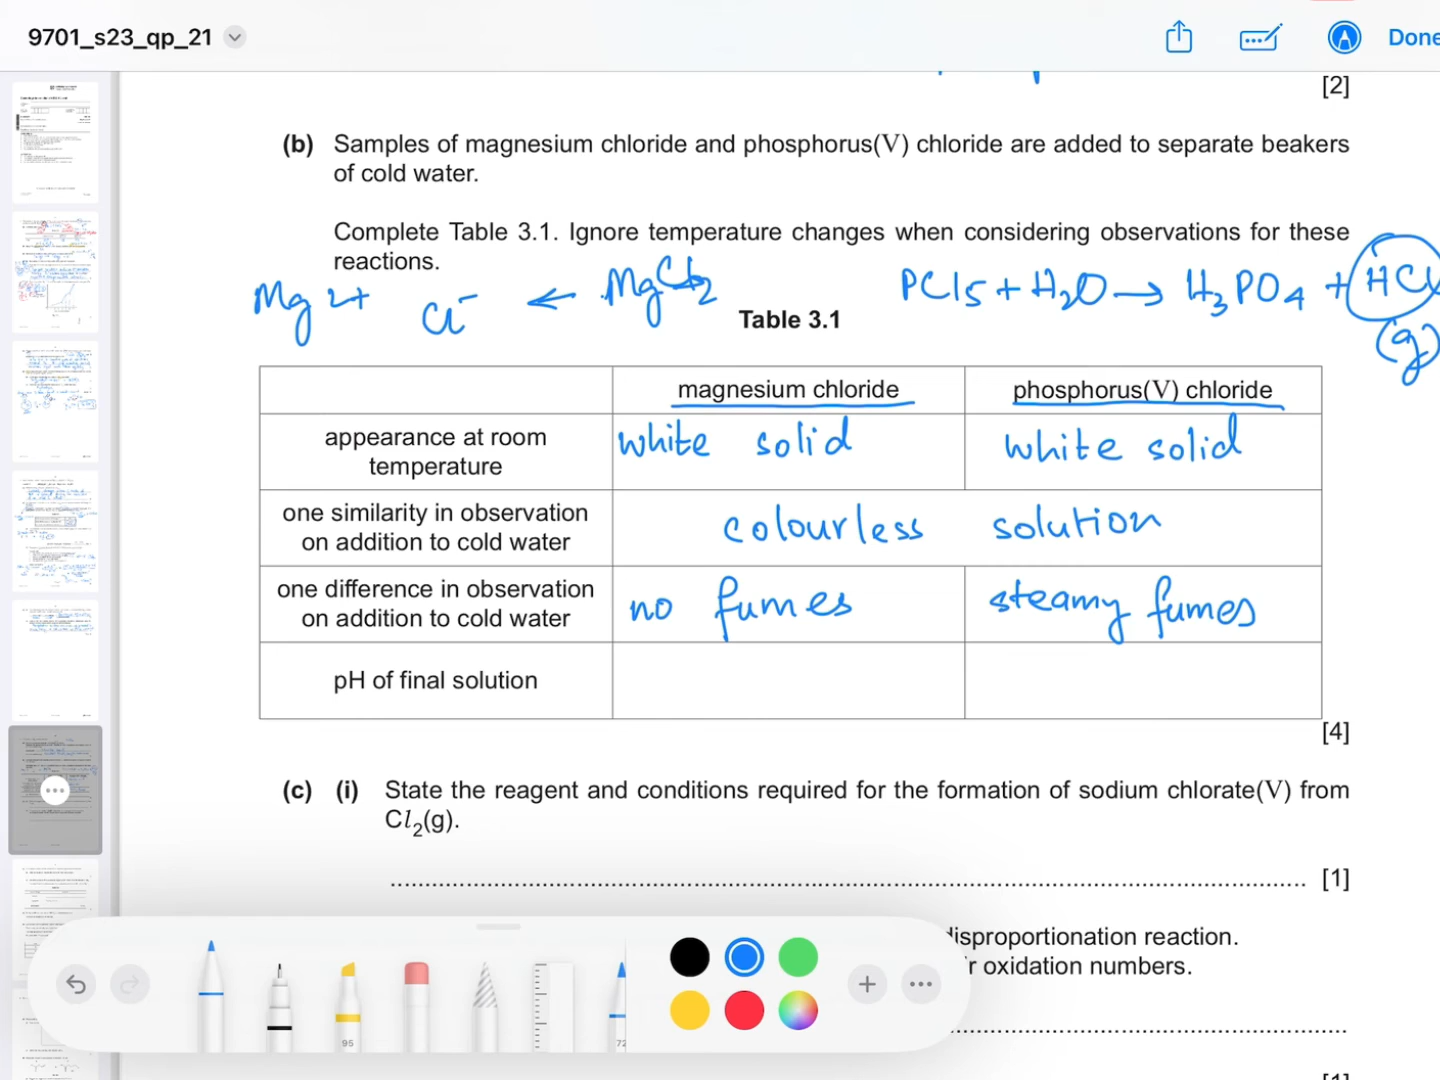 9701_s23_qp_21
Done
[2]
(b) Samples of magnesium chloride and phosphorus(V) chloride are added to separate beakers
of cold water.
Complete Table 3.1. Ignore temperature changes when considering observations for these
reactions.
Mg2+ Cl- ← MgCl2
PCl5 + H2O → H3PO4 + HCl
(g)
Table 3.1
magnesium chloride phosphorus(V) chloride
appearance at room
temperature
white solid white solid
one similarity in observation
on addition to cold water
colourless solution
one difference in observation
on addition to cold water
no fumes steamy fumes
pH of final solution
[4]
(c) (i) State the reagent and conditions required for the formation of sodium chlorate(V) from
Cl2(g).
[1]
disproportionation reaction.
r oxidation numbers.
95
72